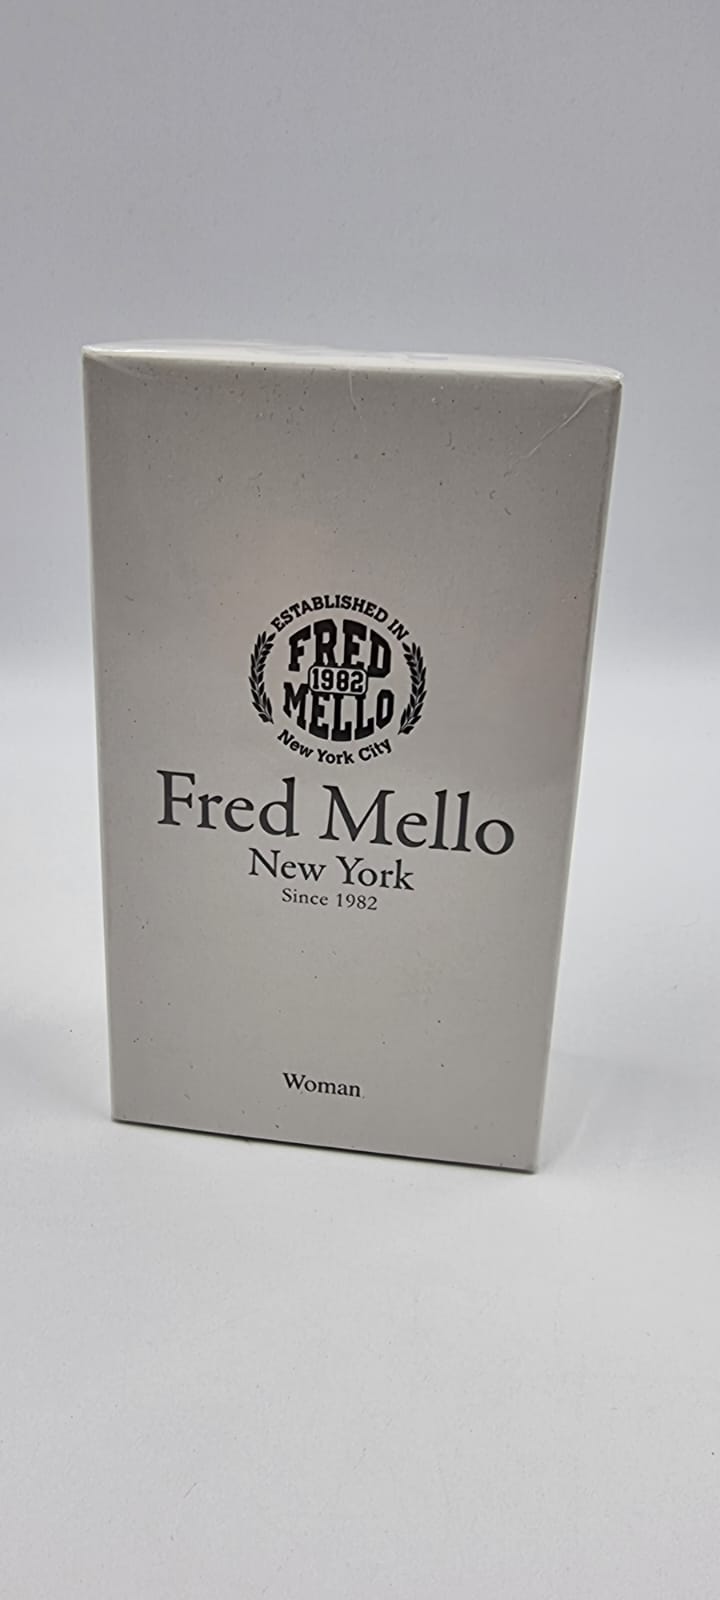 ESTABLISHED IN
FRED
1982
MELLO
New York City
Fred Mello
New York
Since 1982
Woman